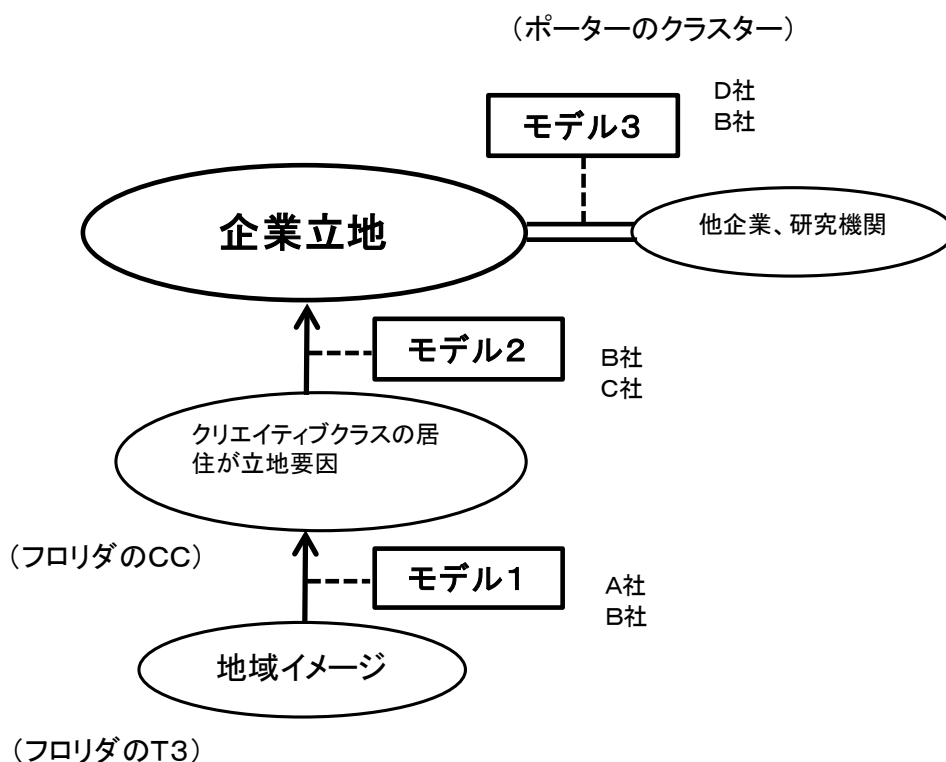 （ポーターのクラスター）
D社
B社
モデル３
企業立地
他企業、研究機関
モデル２
B社
C社
クリエイティブクラスの居
住が立地要因
（フロリダのCC）
モデル１
A社
B社
地域イメージ
（フロリダのT３）